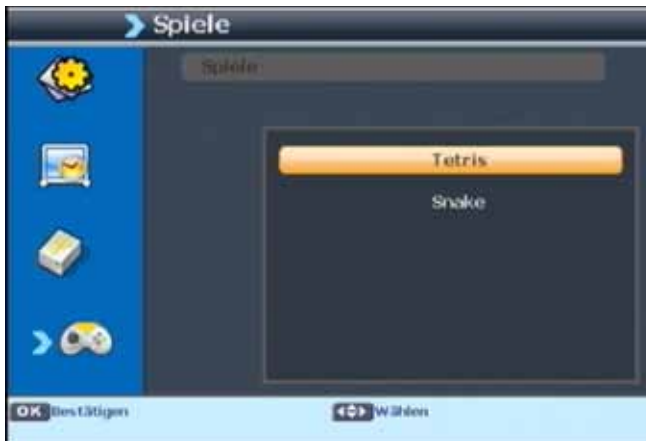 Spiele
Spiele
Tetris
Snake
OK Bestätigen
Wählen